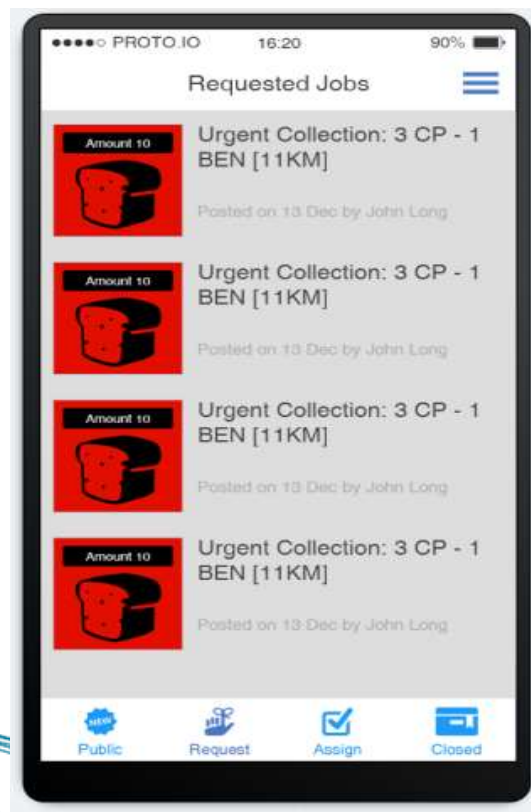 PROTO.IO 16:20 90%
Requested Jobs
Amount 10
Urgent Collection: 3 CP - 1
BEN [11KM]
Posted on 13 Dec by John Long
Amount 10
Urgent Collection: 3 CP - 1
BEN [11KM]
Posted on 13 Dec by John Long
Amount 10
Urgent Collection: 3 CP - 1
BEN [11KM]
Posted on 13 Dec by John Long
Amount 10
Urgent Collection: 3 CP - 1
BEN [11KM]
Posted on 13 Dec by John Long
NEW
Public Request Assign Closed